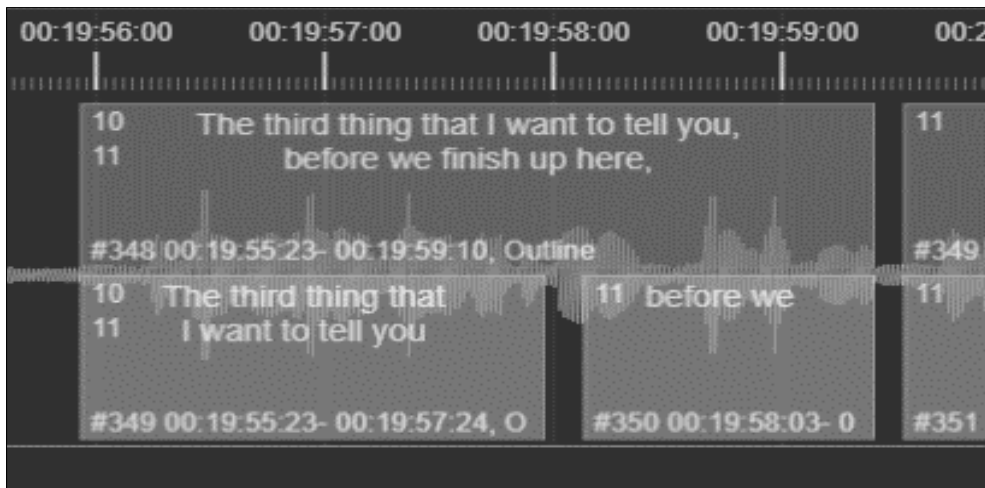 00:19:56:00 00:19:57:00 00:19:58:00 00:19:59:00 00:2
10 The third thing that I want to tell you, 11
11 before we finish up here,
#348 00:19:55:23- 00:19:59:10, Outline #349
10 The third thing that 11 before we 11
11 I want to tell you
#349 00:19:55:23- 00:19:57:24, O #350 00:19:58:03- 0 #351